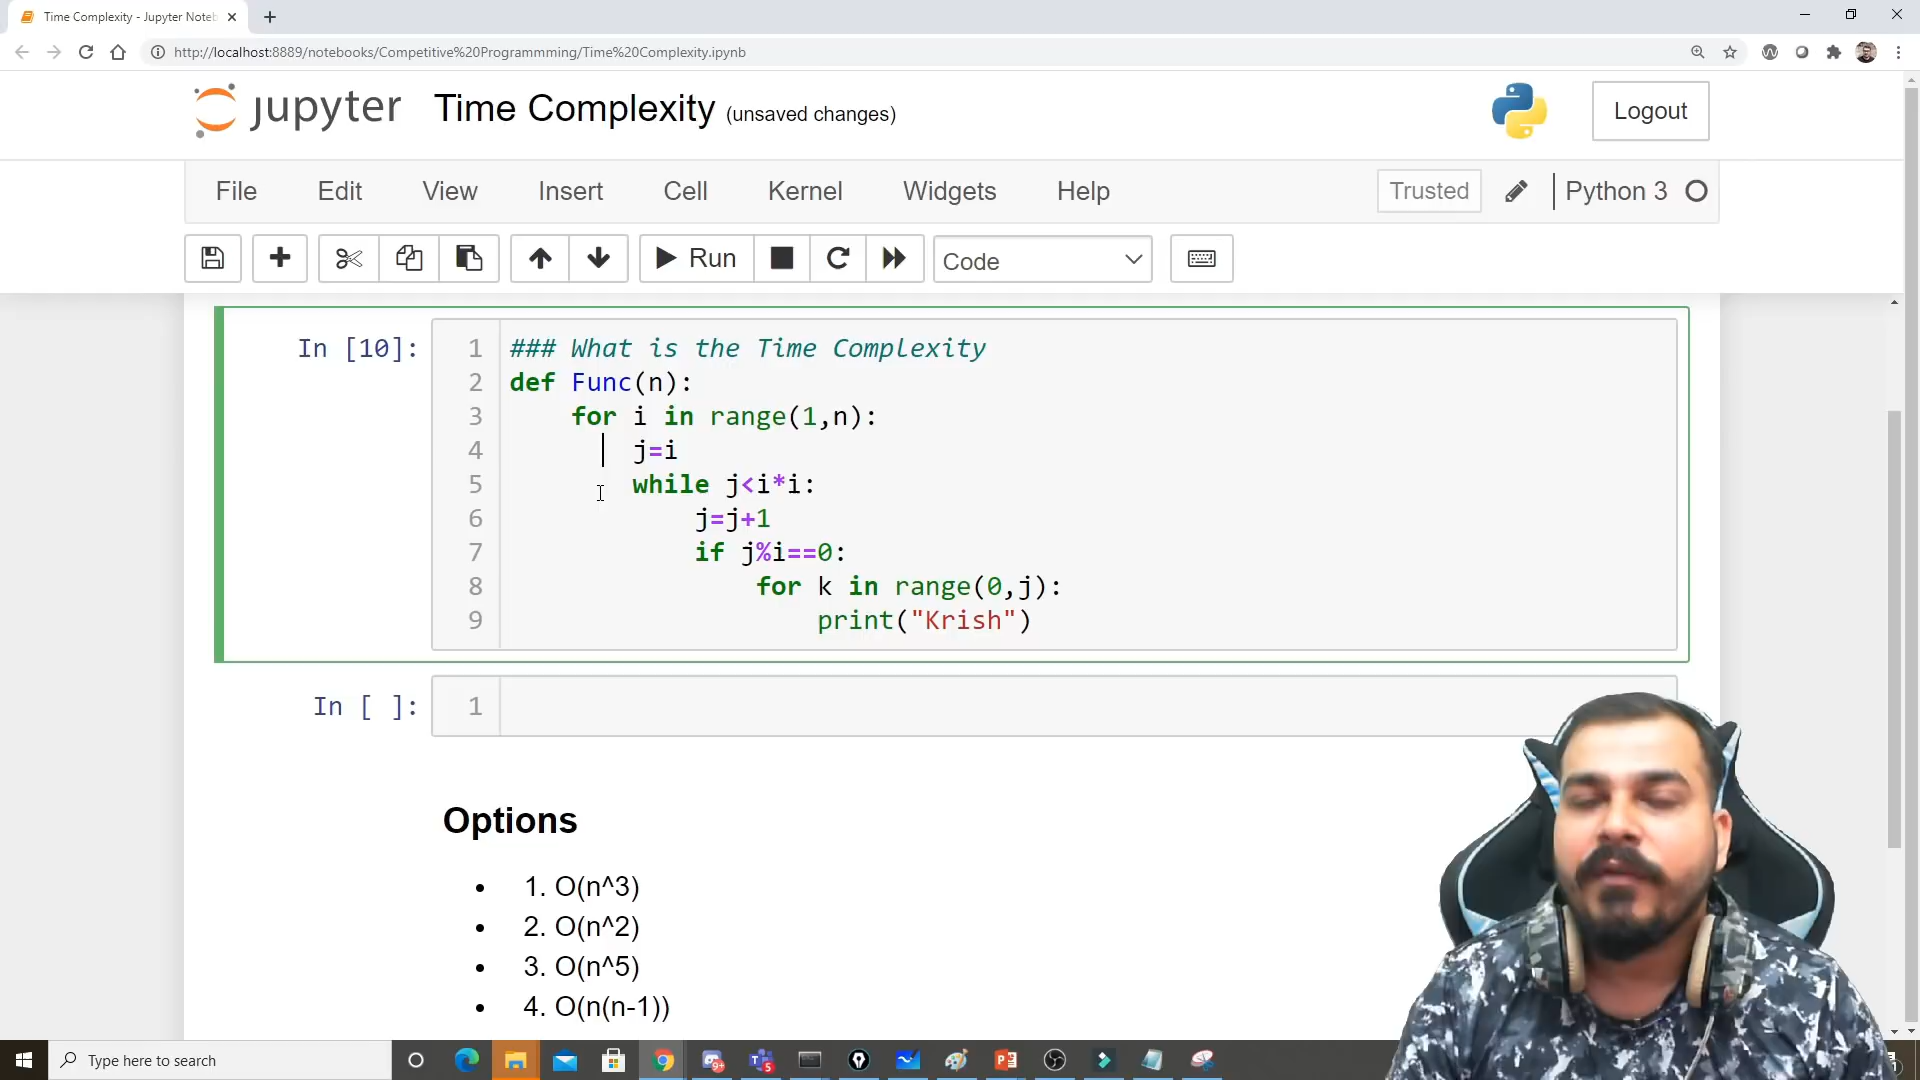 Time Complexity - Jupyter Noteb
http://localhost:8889/notebooks/Competitive%20Programmming/Time%20Complexity.ipynb
jupyter Time Complexity (unsaved changes)
Logout
File Edit View Insert Cell Kernel Widgets Help Trusted Python 3
Run Code
In [10]:
1 ### What is the Time Complexity
2 def Func(n):
3 for i in range(1,n):
4 j=i
5 while j<i*i:
6 j=j+1
7 if j%i==0:
8 for k in range(0,j):
9 print("Krish")
In [ ]: 1
Options
• 1. O(n^3)
• 2. O(n^2)
• 3. O(n^5)
• 4. O(n(n-1))
Type here to search